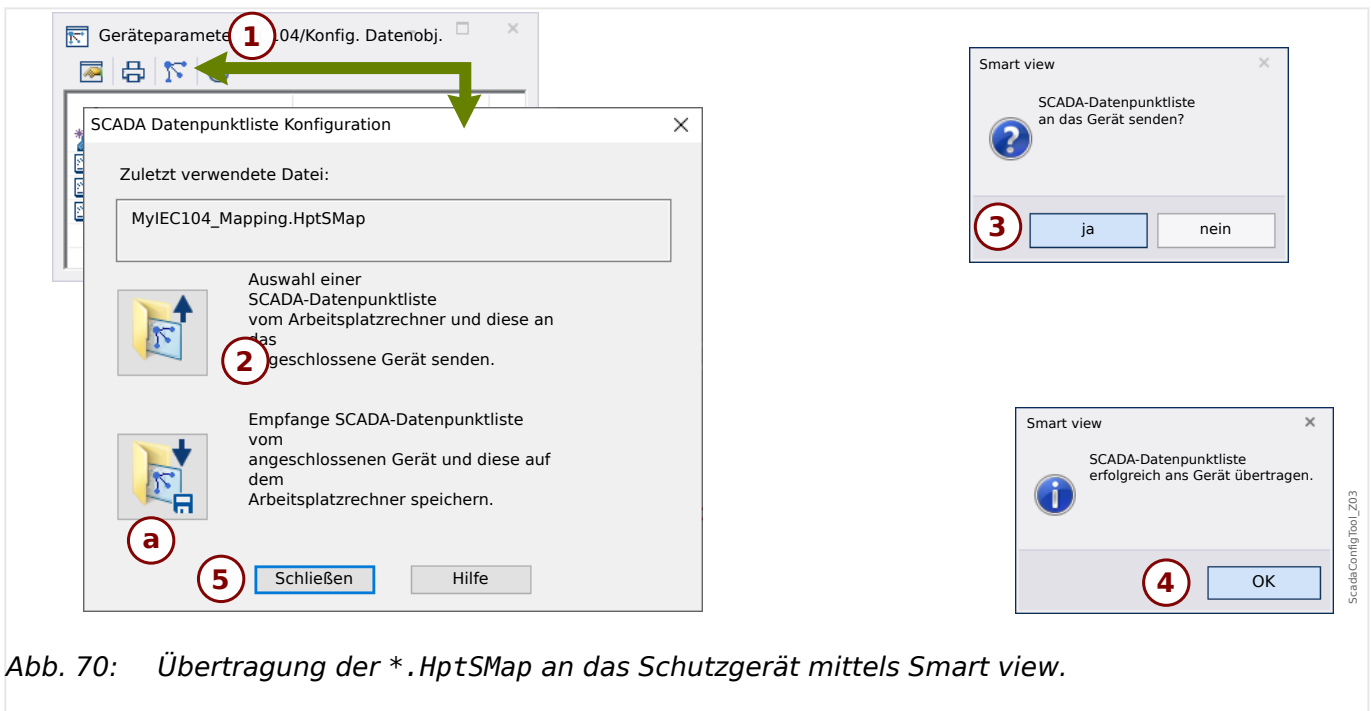 Geräteparameter
1
04/Konfig. Datenobj.
SCADA Datenpunktliste Konfiguration
Zuletzt verwendete Datei:
MyIEC104_Mapping.HptSMap
Auswahl einer
SCADA-Datenpunktliste
vom Arbeitsplatzrechner und diese an
das
2
geschlossene Gerät senden.
Empfange SCADA-Datenpunktliste
vom
angeschlossenen Gerät und diese auf
dem
Arbeitsplatzrechner speichern.
a
5
Schließen
Hilfe
Smart view
SCADA-Datenpunktliste
an das Gerät senden?
3
ja
nein
Smart view
SCADA-Datenpunktliste
erfolgreich ans Gerät übertragen.
4
OK
ScadaConfigTool_Z03
Abb. 70: Übertragung der *.HptSMap an das Schutzgerät mittels Smart view.